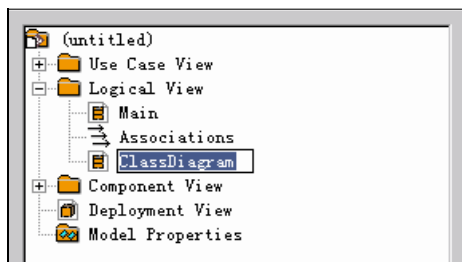 (untitled)
Use Case View
Logical View
Main
Associations
ClassDiagram
Component View
Deployment View
Model Properties